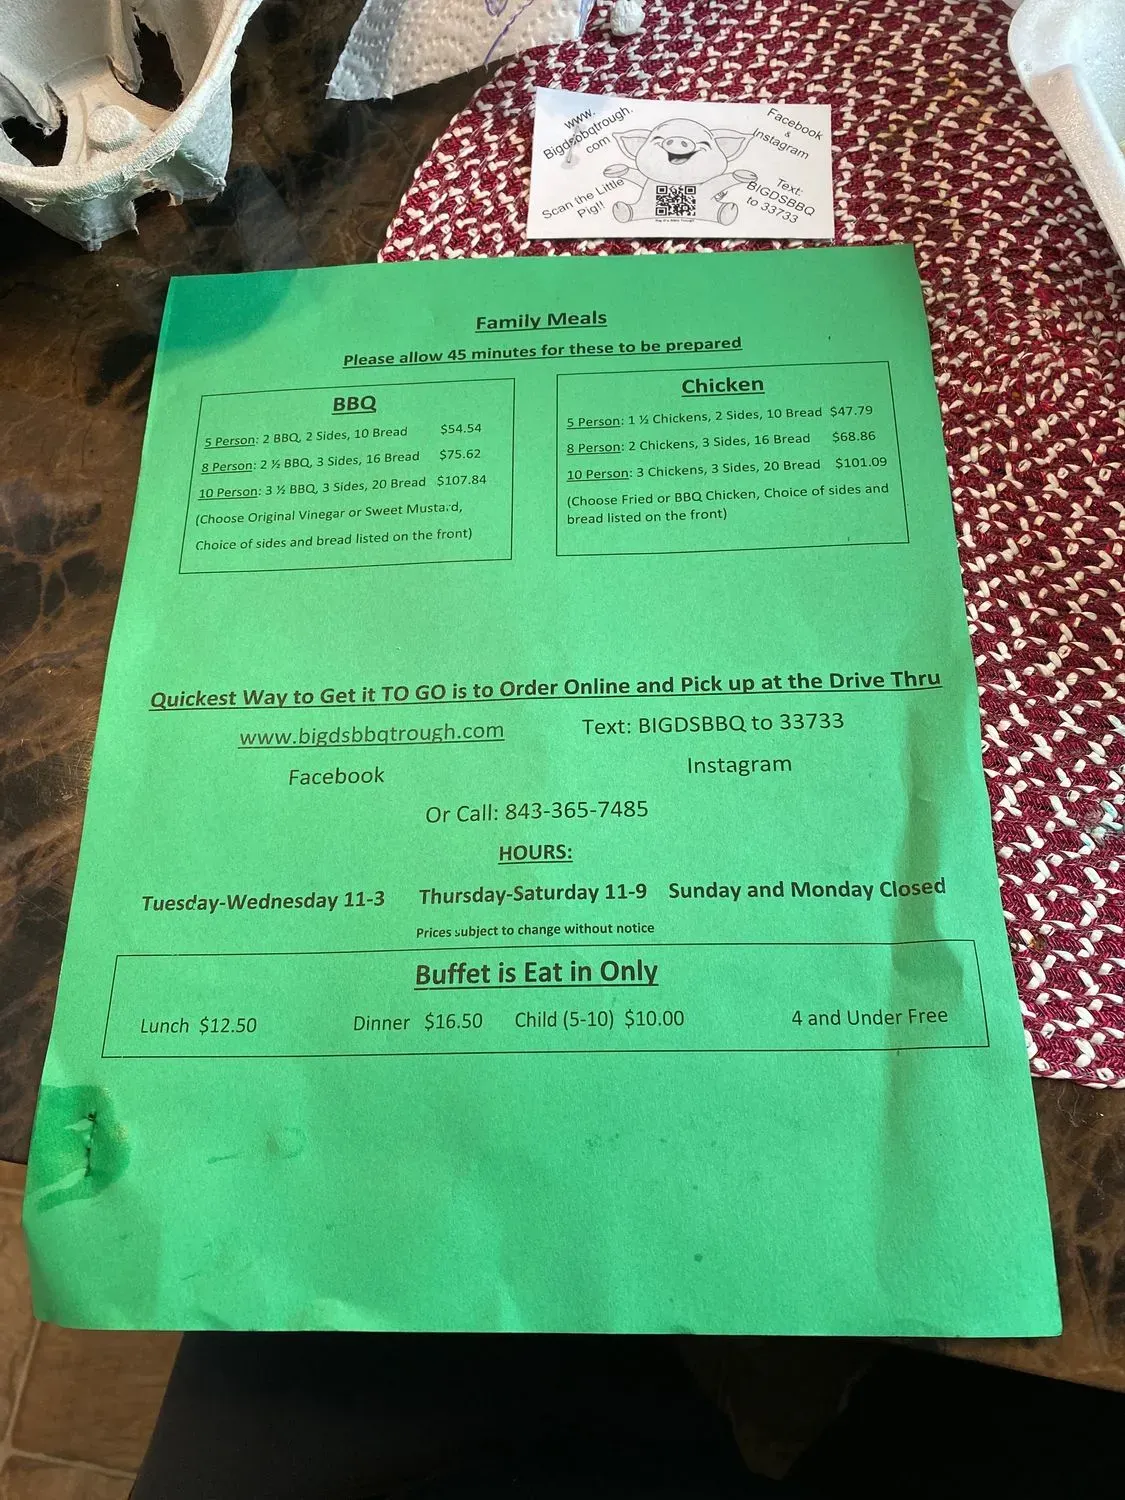 www.
Bigdsbbqtrough.
com
Scan the Little
Pig!!
Facebook
&
Instagram
Text:
BIGDSBBQ
to 33733
Family Meals
Please allow 45 minutes for these to be prepared
BBQ
5 Person: 2 BBQ, 2 Sides, 10 Bread $54.54
8 Person: 2 ½ BBQ, 3 Sides, 16 Bread $75.62
10 Person: 3 ½ BBQ, 3 Sides, 20 Bread $107.84
(Choose Original Vinegar or Sweet Mustard,
Choice of sides and bread listed on the front)
Chicken
5 Person: 1 ½ Chickens, 2 Sides, 10 Bread $47.79
8 Person: 2 Chickens, 3 Sides, 16 Bread $68.86
10 Person: 3 Chickens, 3 Sides, 20 Bread $101.09
(Choose Fried or BBQ Chicken, Choice of sides and
bread listed on the front)
Quickest Way to Get it TO GO is to Order Online and Pick up at the Drive Thru
www.bigdsbbqtrough.com Text: BIGDSBBQ to 33733
Facebook Instagram
Or Call: 843-365-7485
HOURS:
Tuesday-Wednesday 11-3 Thursday-Saturday 11-9 Sunday and Monday Closed
Prices subject to change without notice
Buffet is Eat in Only
Lunch $12.50 Dinner $16.50 Child (5-10) $10.00 4 and Under Free